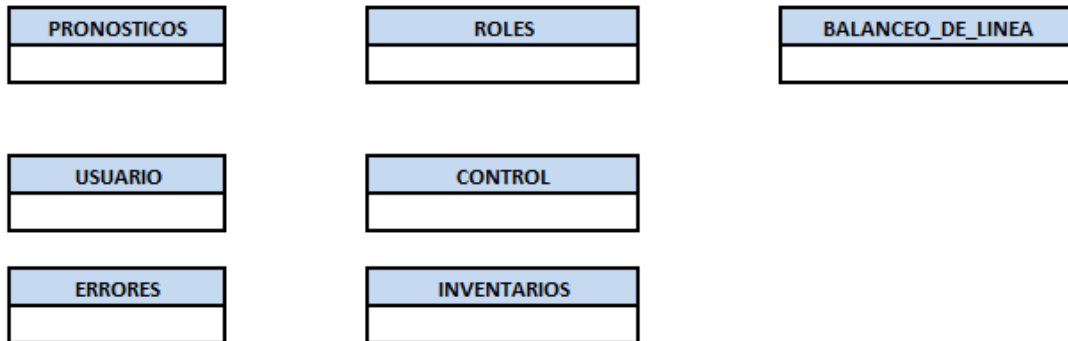 PRONOSTICOS
ROLES
BALANCEO_DE_LINEA
USUARIO
CONTROL
ERRORES
INVENTARIOS